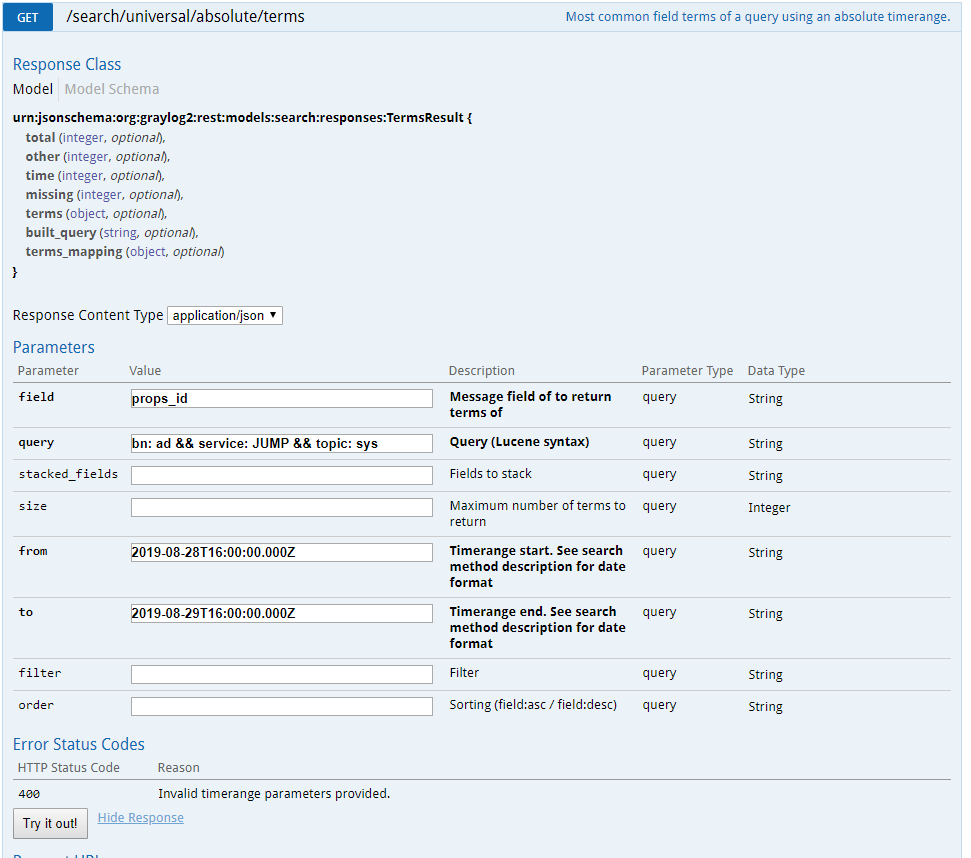 GET /search/universal/absolute/terms Most common field terms of a query using an absolute timerange.
Response Class
Model Model Schema
urn:jsonschema:org:graylog2:rest:models:search:responses:TermsResult {
total (integer, optional),
other (integer, optional),
time (integer, optional),
missing (integer, optional),
terms (object, optional),
built_query (string, optional),
terms_mapping (object, optional)
}
Response Content Type application/json
Parameters
Parameter Value Description Parameter Type Data Type
field props_id Message field of to return query String
terms of
query bn: ad && service: JUMP && topic: sys Query (Lucene syntax) query String
stacked_fields Fields to stack query String
size Maximum number of terms to query Integer
return
from 2019-08-28T16:00:00.000Z Timerange start. See search query String
method description for date
format
to 2019-08-29T16:00:00.000Z Timerange end. See search query String
method description for date
format
filter Filter query String
order Sorting (field:asc / field:desc) query String
Error Status Codes
HTTP Status Code Reason
400 Invalid timerange parameters provided.
Try it out! Hide Response